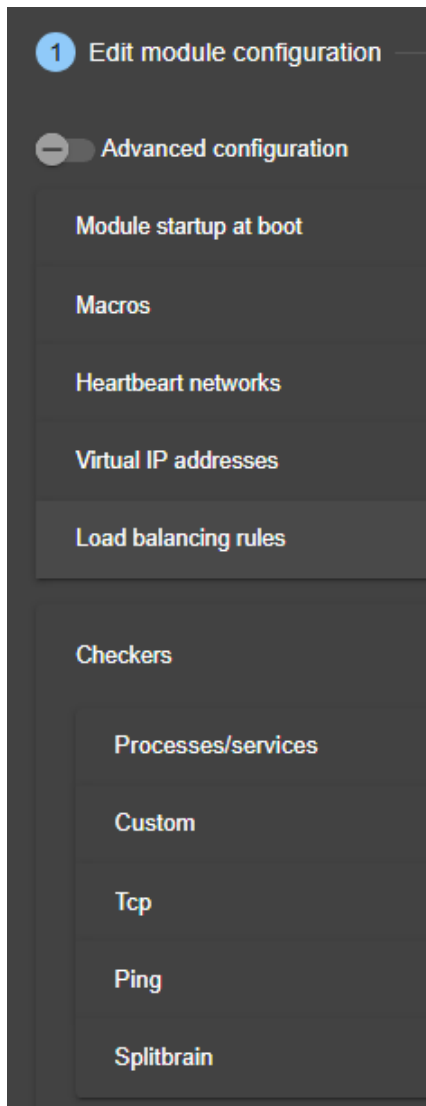 1 Edit module configuration
Advanced configuration
Module startup at boot
Macros
Heartbeart networks
Virtual IP addresses
Load balancing rules
Checkers
Processes/services
Custom
Tcp
Ping
Splitbrain